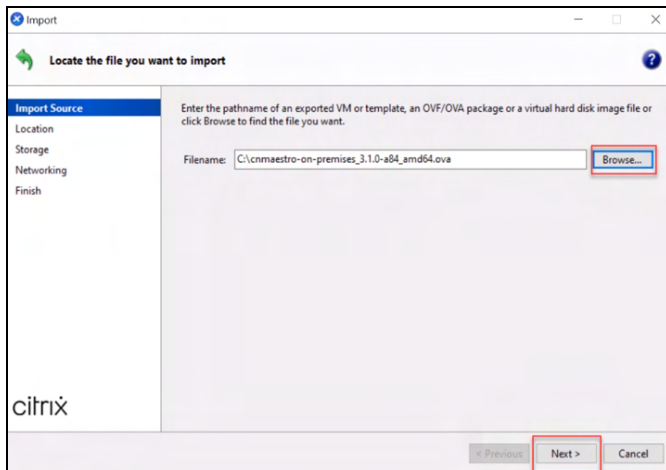 Import
Locate the file you want to import
?
Import Source
Location
Storage
Networking
Finish
Enter the pathname of an exported VM or template, an OVF/OVA package or a virtual hard disk image file or
click Browse to find the file you want.
Filename: C:\cnmaestro-on-premises_3.1.0-a84_amd64.ova Browse...
citrix
< Previous Next > Cancel